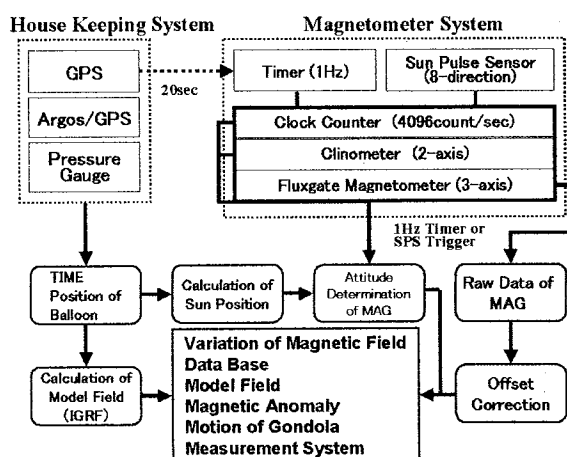 House Keeping System
Magnetometer System
GPS
20sec
Argos/GPS
Pressure
Gauge
Timer (1Hz)
Sun Pulse Sensor
(8-direction)
Clock Counter (4096count/sec)
Clinometer (2-axis)
Fluxgate Magnetometer (3-axis)
1Hz Timer or
SPS Trigger
TIME
Position of
Balloon
Calculation of
Sun Position
Attitude
Determination
of MAG
Raw Data of
MAG
Calculation of
Model Field
(IGRF)
Variation of Magnetic Field
Data Base
Model Field
Magnetic Anomaly
Motion of Gondola
Measurement System
Offset
Correction